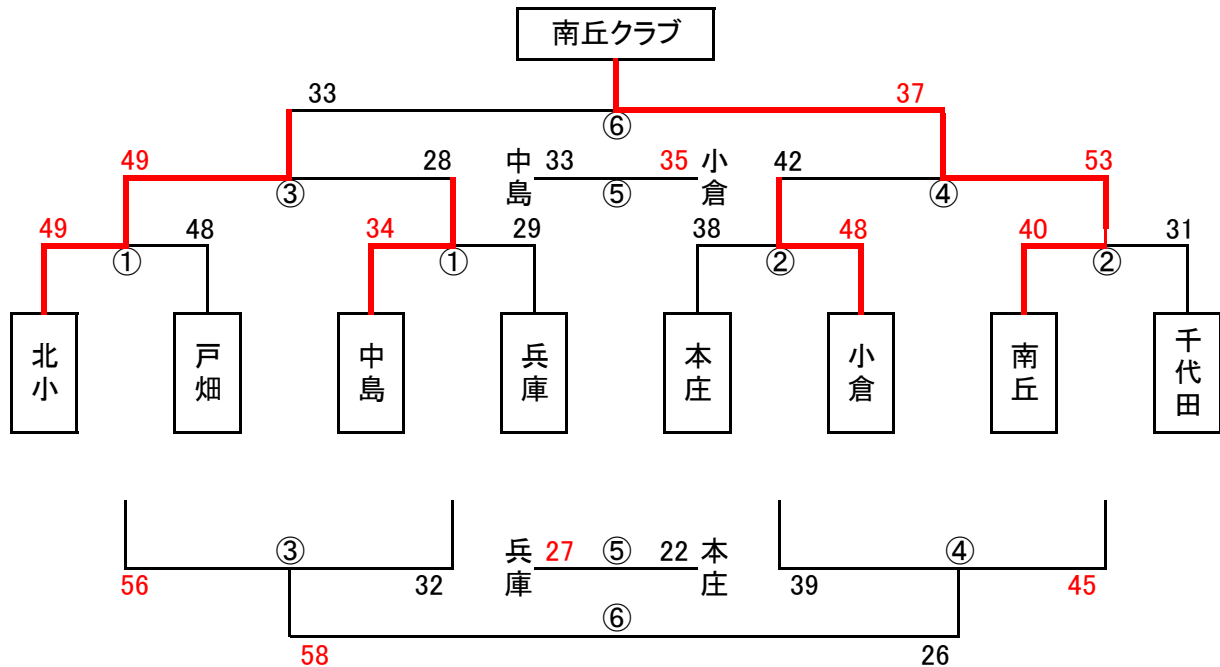 南丘クラブ
33
37
⑥
49
28
中島
33
35
小倉
42
53
③
⑤
④
49
48
34
29
38
48
40
31
①
①
②
②
北小
戸畑
中島
兵庫
本庄
小倉
南丘
千代田
③
兵庫
27
⑤
22
本庄
④
56
32
39
45
⑥
58
26